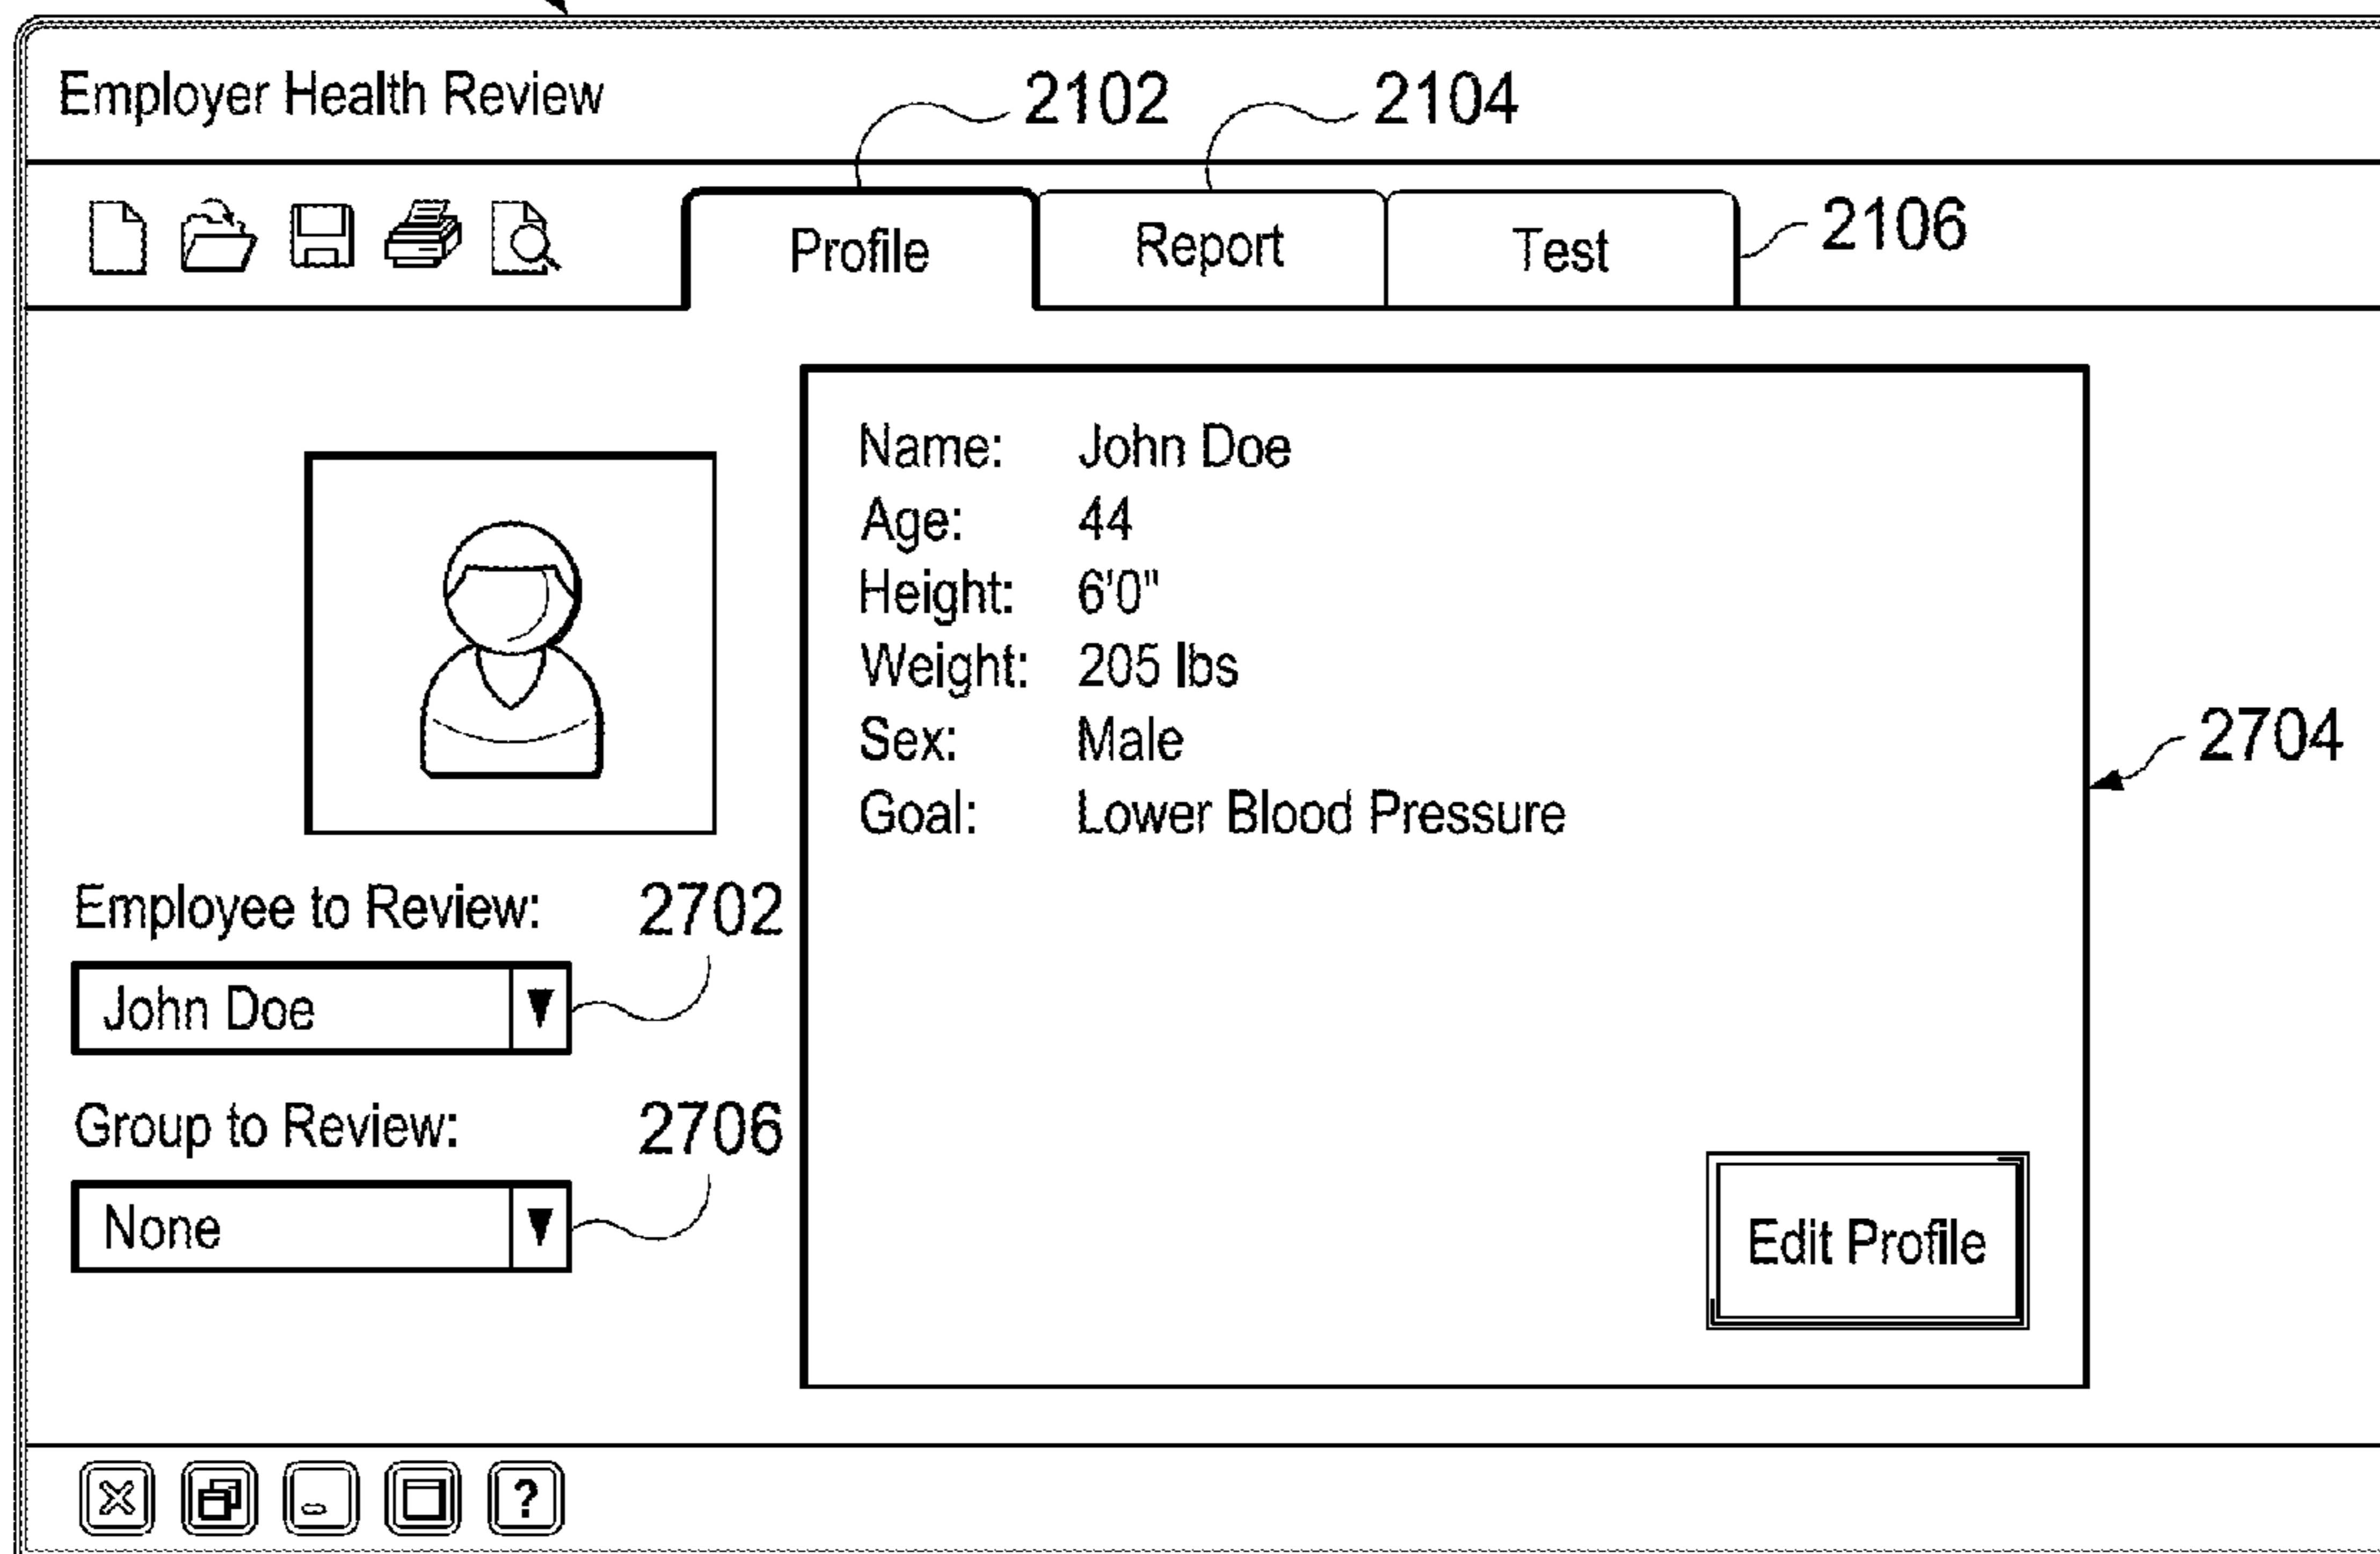 Employer Health Review
2102
2104
Profile
Report
Test
2106
Name: John Doe
Age: 44
Height: 6'0"
Weight: 205 lbs
Sex: Male
Goal: Lower Blood Pressure
2704
Employee to Review: 2702
John Doe
Group to Review: 2706
None
Edit Profile
?